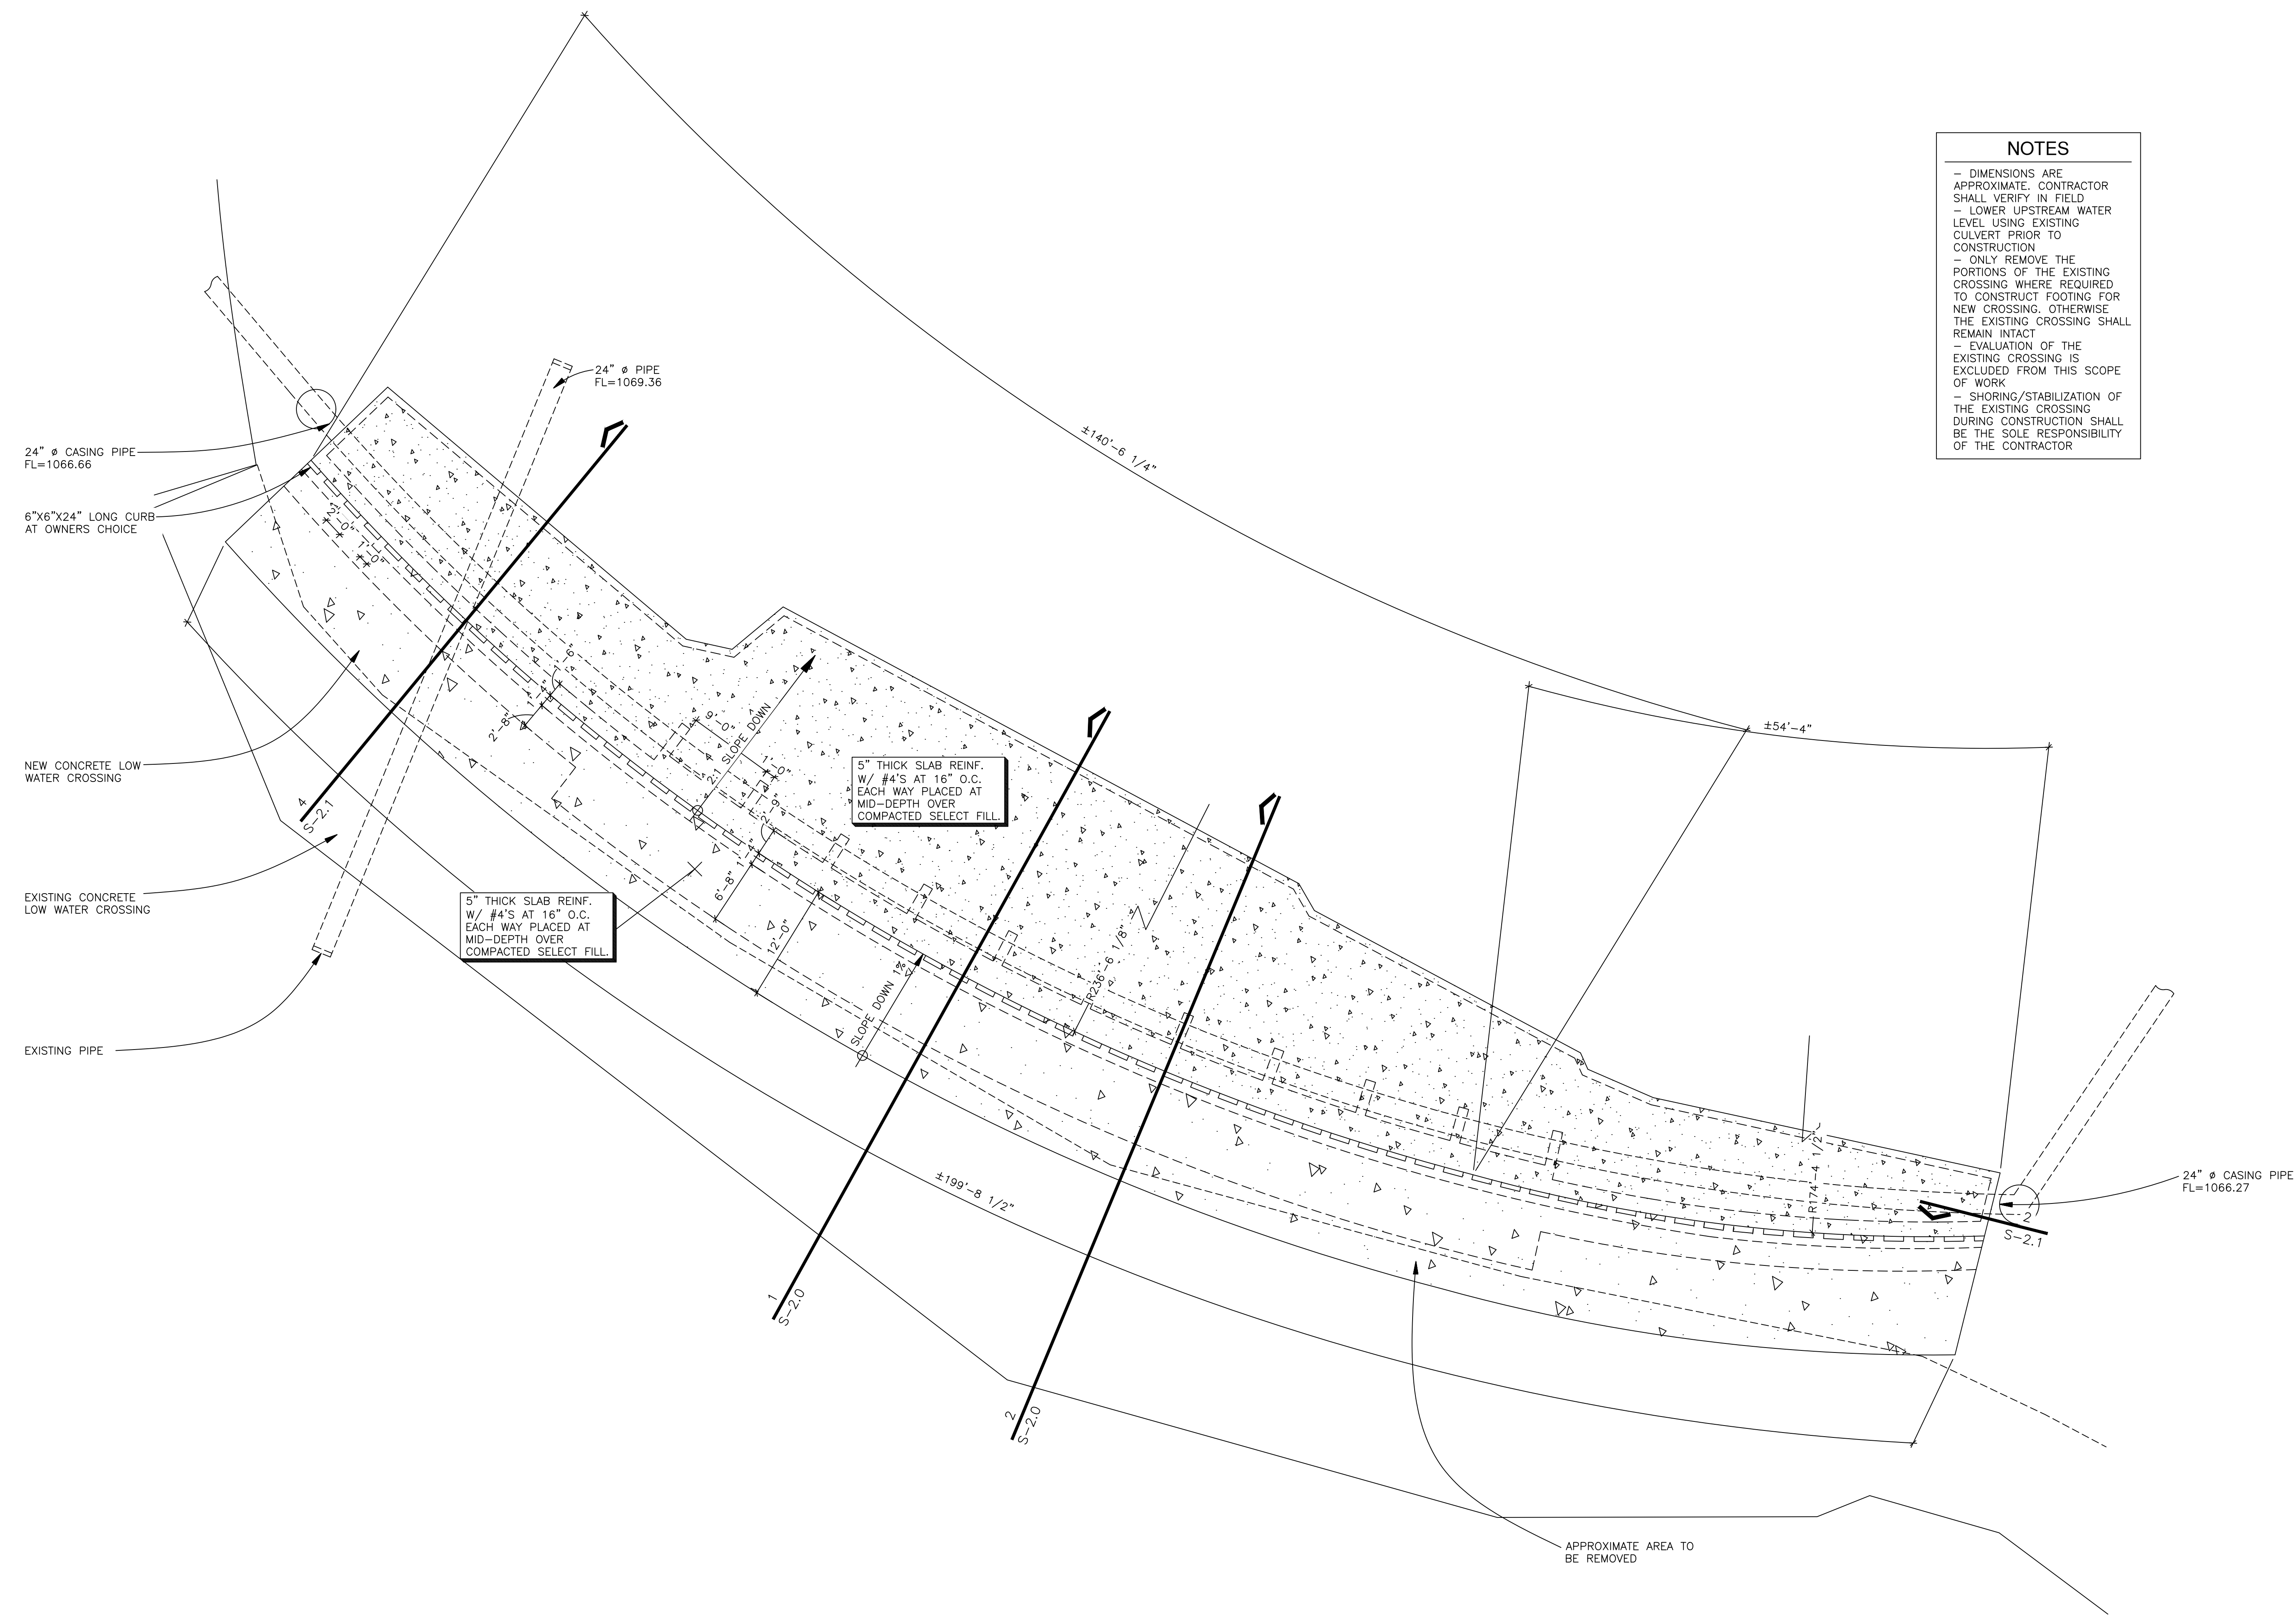 NOTES
– DIMENSIONS ARE
APPROXIMATE. CONTRACTOR
SHALL VERIFY IN FIELD
– LOWER UPSTREAM WATER
LEVEL USING EXISTING
CULVERT PRIOR TO
CONSTRUCTION
– ONLY REMOVE THE
PORTIONS OF THE EXISTING
CROSSING WHERE REQUIRED
TO CONSTRUCT FOOTING FOR
NEW CROSSING. OTHERWISE
THE EXISTING CROSSING SHALL
REMAIN INTACT
– EVALUATION OF THE
EXISTING CROSSING IS
EXCLUDED FROM THIS SCOPE
OF WORK
– SHORING/STABILIZATION OF
THE EXISTING CROSSING
DURING CONSTRUCTION SHALL
BE THE SOLE RESPONSIBILITY
OF THE CONTRACTOR
24" ø PIPE
FL=1069.36
±140'-6 1/4"
24" ø CASING PIPE
FL=1066.66
6"X6"X24" LONG CURB
AT OWNERS CHOICE
2'-0"
1'-0"
±54'-4"
2'-8"
9'-0"
1'-0"
2:1 SLOPE DOWN
NEW CONCRETE LOW
WATER CROSSING
5" THICK SLAB REINF.
W/ #4'S AT 16" O.C.
EACH WAY PLACED AT
MID-DEPTH OVER
COMPACTED SELECT FILL.
4
S-2.1
2'-9"
1'-4"
6'-8"
12'-0"
EXISTING CONCRETE
LOW WATER CROSSING
5" THICK SLAB REINF.
W/ #4'S AT 16" O.C.
EACH WAY PLACED AT
MID-DEPTH OVER
COMPACTED SELECT FILL.
R236'-6 1/8"
SLOPE DOWN
EXISTING PIPE
R174'-4 1/2"
24" ø CASING PIPE
FL=1066.27
±199'-8 1/2"
2
S-2.1
1
S-2.0
2
S-2.0
APPROXIMATE AREA TO
BE REMOVED